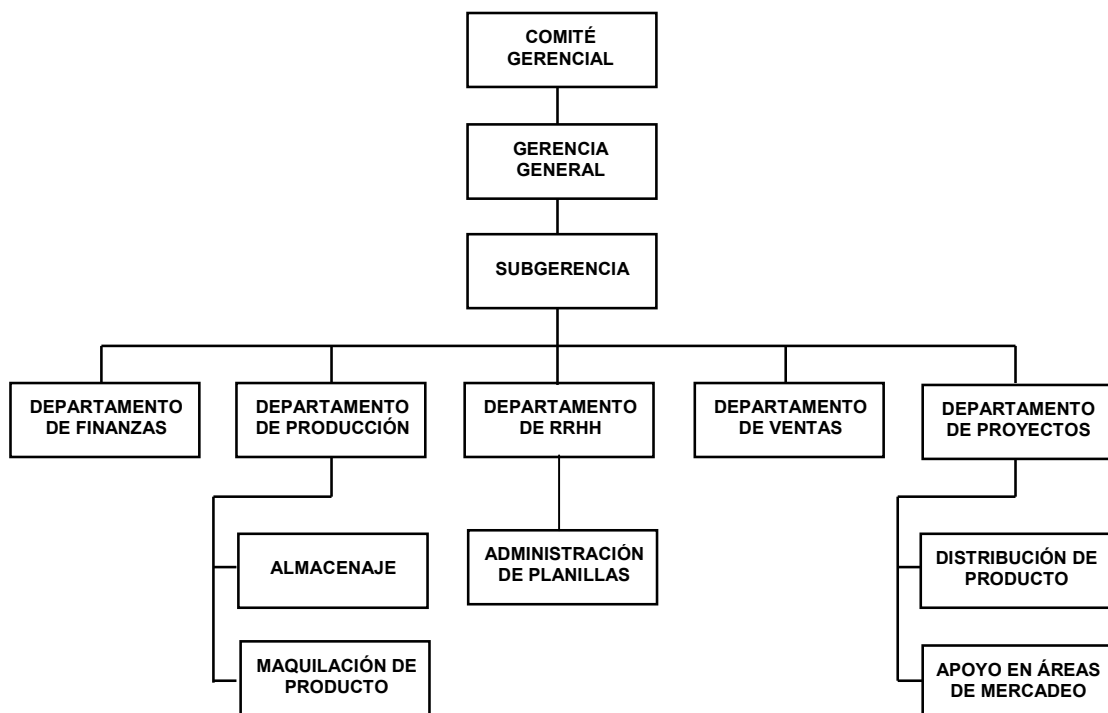 COMITÉ
GERENCIAL
GERENCIA
GENERAL
SUBGERENCIA
DEPARTAMENTO
DE FINANZAS
DEPARTAMENTO
DE PRODUCCIÓN
DEPARTAMENTO
DE RRHH
DEPARTAMENTO
DE VENTAS
DEPARTAMENTO
DE PROYECTOS
ALMACENAJE
ADMINISTRACIÓN
DE PLANILLAS
DISTRIBUCIÓN DE
PRODUCTO
MAQUILACIÓN DE
PRODUCTO
APOYO EN ÁREAS
DE MERCADEO